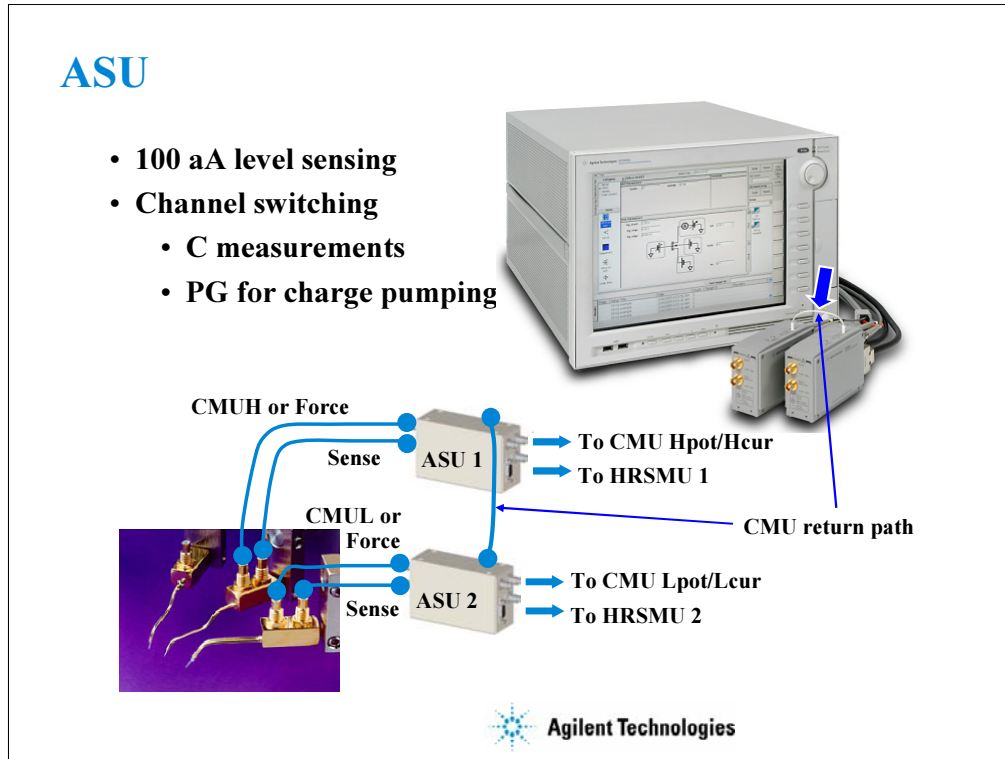 ASU
• 100 aA level sensing
• Channel switching
• C measurements
• PG for charge pumping
Agilent Technologies
CMUH or Force
Sense
ASU 1
To CMU Hpot/Hcur
To HRSMU 1
CMU return path
CMUL or
Force
Sense
ASU 2
To CMU Lpot/Lcur
To HRSMU 2
Agilent Technologies